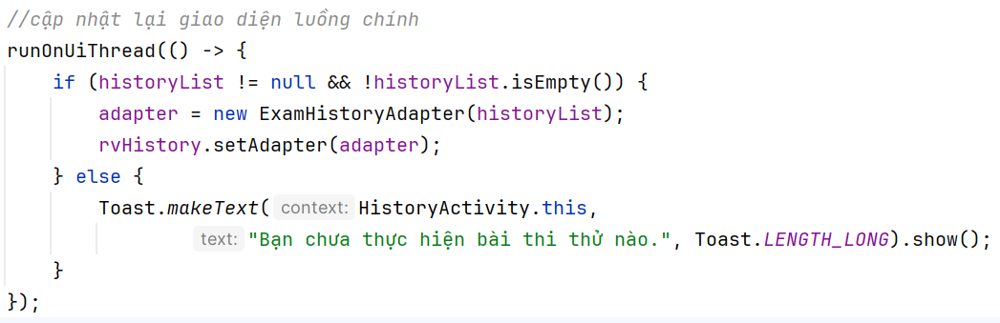 //cập nhật lại giao diện luồng chính
runOnUiThread(() -> {
    if (historyList != null && !historyList.isEmpty()) {
        adapter = new ExamHistoryAdapter(historyList);
        rvHistory.setAdapter(adapter);
    } else {
        Toast.makeText( context: HistoryActivity.this,
                text: "Bạn chưa thực hiện bài thi thử nào.", Toast.LENGTH_LONG).show();
    }
});